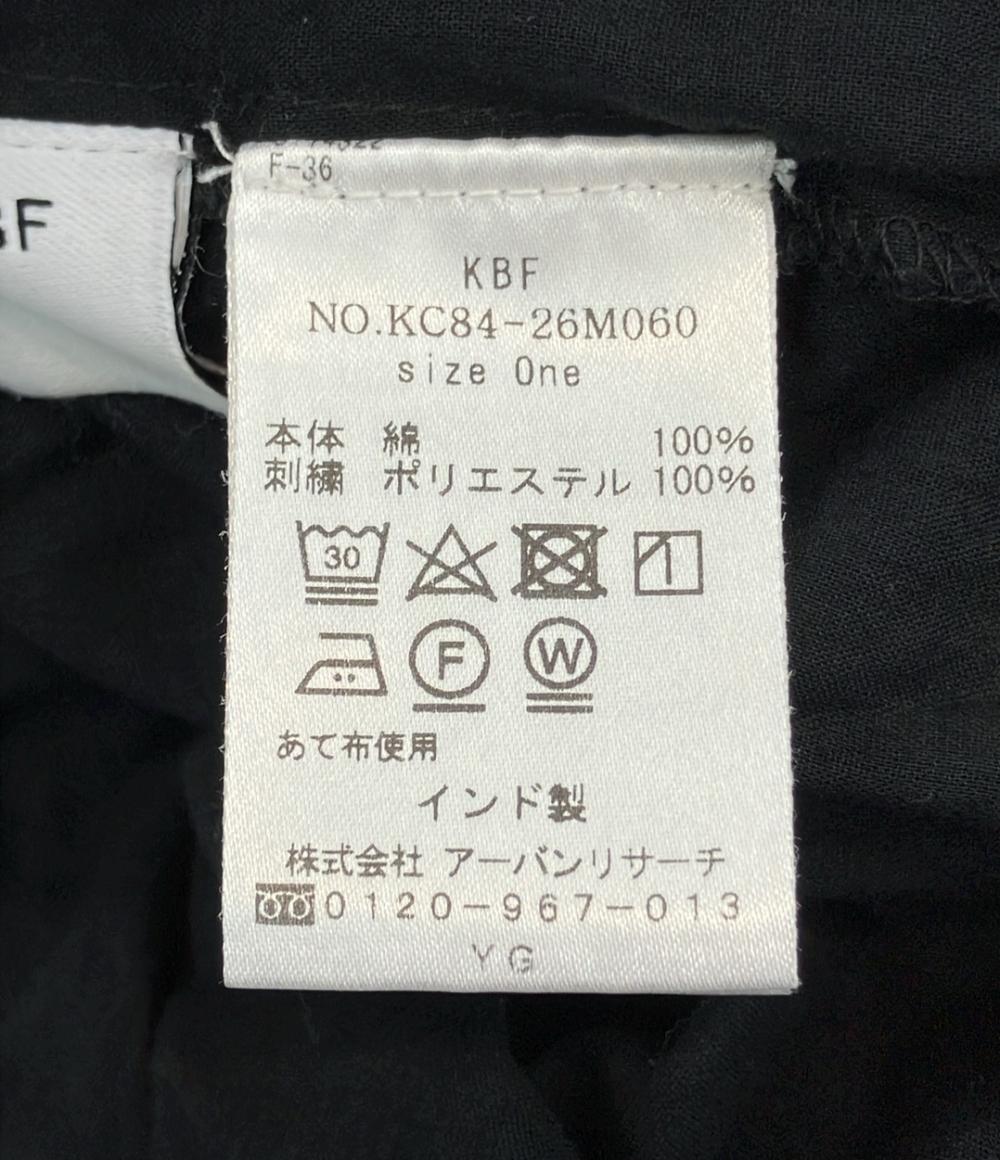 F-36
KBF
NO.KC84-26M060
size One
本体 綿 100%
刺繍 ポリエステル 100%
30
F W
あて布使用
インド製
株式会社 アーバンリサーチ
0120-967-013
YG